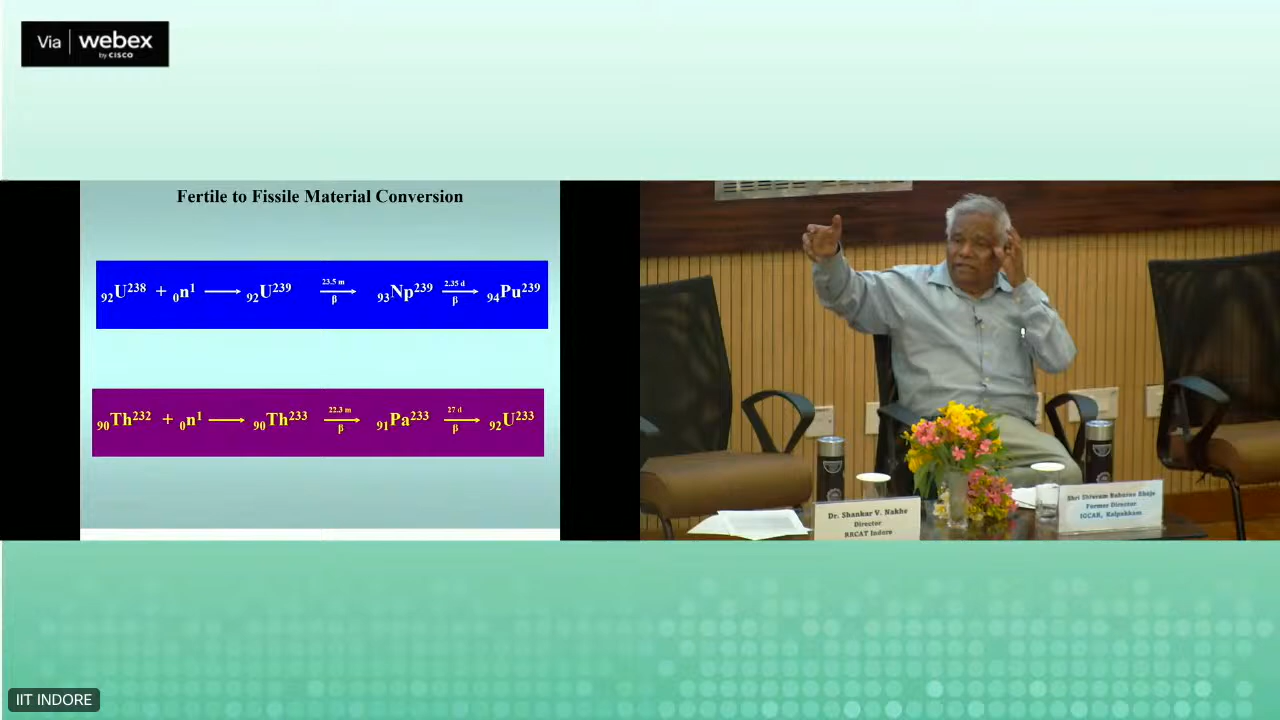 Via webex
by CISCO
Fertile to Fissile Material Conversion
₉₂U²³⁸ + ₀n¹ ⟶ ₉₂U²³⁹ 23.5 m ⟶ β ₉₃Np²³⁹ 2.35 d ⟶ β ₉₄Pu²³⁹
₉₀Th²³² + ₀n¹ ⟶ ₉₀Th²³³ 22.3 m ⟶ β ₉₁Pa²³³ 27 d ⟶ β ₉₂U²³³
Dr. Shankar V. Nakhe
Director
RRCAT Indore
Shri
Former Director
IGCAR, Kalpakkam
IIT INDORE